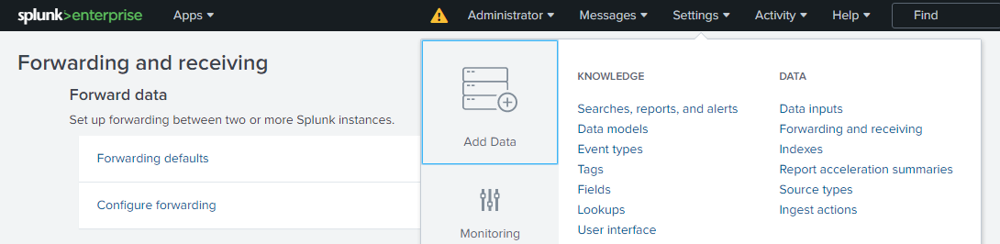 splunk>enterprise Apps Administrator Messages Settings Activity Help Find
Forwarding and receiving
Forward data
Set up forwarding between two or more Splunk instances.
Forwarding defaults
Configure forwarding
Add Data
Monitoring
KNOWLEDGE
Searches, reports, and alerts
Data models
Event types
Tags
Fields
Lookups
User interface
DATA
Data inputs
Forwarding and receiving
Indexes
Report acceleration summaries
Source types
Ingest actions